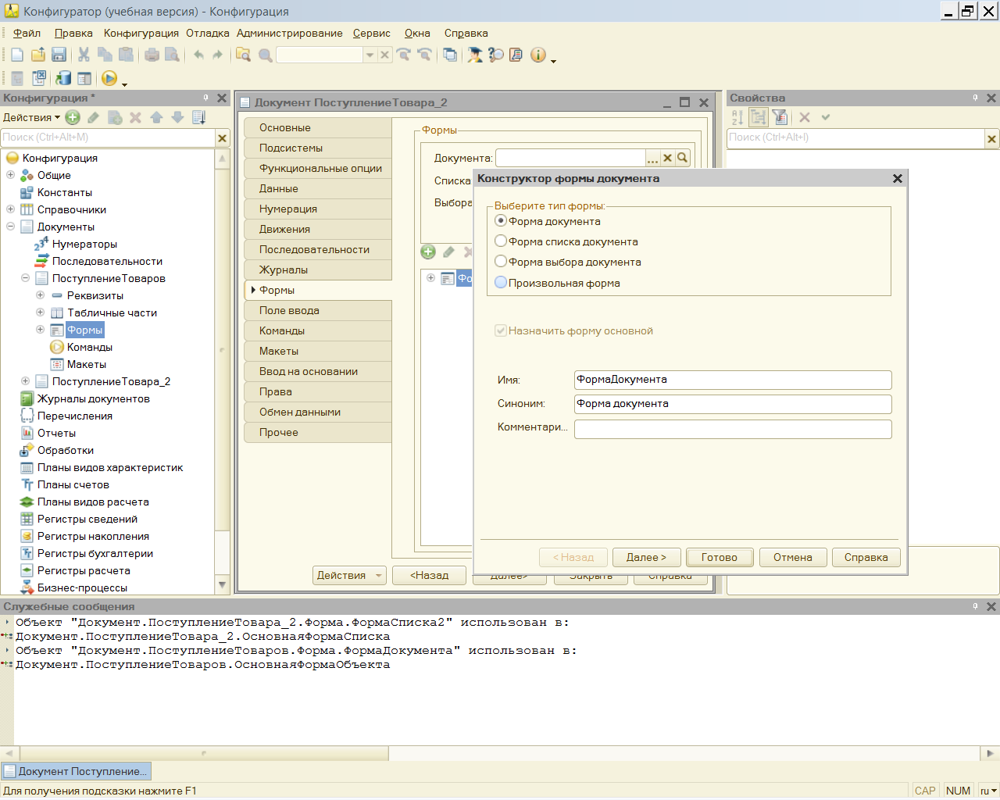 Конфигуратор (учебная версия) - Конфигурация
Файл Правка Конфигурация Отладка Администрирование Сервис Окна Справка
Конфигурация *
Действия
Поиск (Ctrl+Alt+M)
Конфигурация
Общие
Константы
Справочники
Документы
Нумераторы
Последовательности
ПоступлениеТоваров
Реквизиты
Табличные части
Формы
Команды
Макеты
ПоступлениеТовара_2
Журналы документов
Перечисления
Отчеты
Обработки
Планы видов характеристик
Планы счетов
Планы видов расчета
Регистры сведений
Регистры накопления
Регистры бухгалтерии
Регистры расчета
Бизнес-процессы
Документ ПоступлениеТовара_2
Основные
Подсистемы
Функциональные опции
Данные
Нумерация
Движения
Последовательности
Журналы
Формы
Поле ввода
Команды
Макеты
Ввод на основании
Права
Обмен данными
Прочее
Формы
Документа:
Списка
Выбора
Фо
Действия <Назад Далее> Закрыть Справка
Конструктор формы документа
Выберите тип формы:
Форма документа
Форма списка документа
Форма выбора документа
Произвольная форма
Назначить форму основной
Имя: ФормаДокумента
Синоним: Форма документа
Комментари...
< Назад Далее > Готово Отмена Справка
Свойства
Поиск (Ctrl+Alt+I)
Служебные сообщения
Объект "Документ.ПоступлениеТовара_2.Форма.ФормаСписка2" использован в:
Документ.ПоступлениеТовара_2.ОсновнаяФормаСписка
Объект "Документ.ПоступлениеТоваров.Форма.ФормаДокумента" использован в:
Документ.ПоступлениеТоваров.ОсновнаяФормаОбъекта
Документ Поступление...
Для получения подсказки нажмите F1 CAP NUM ru